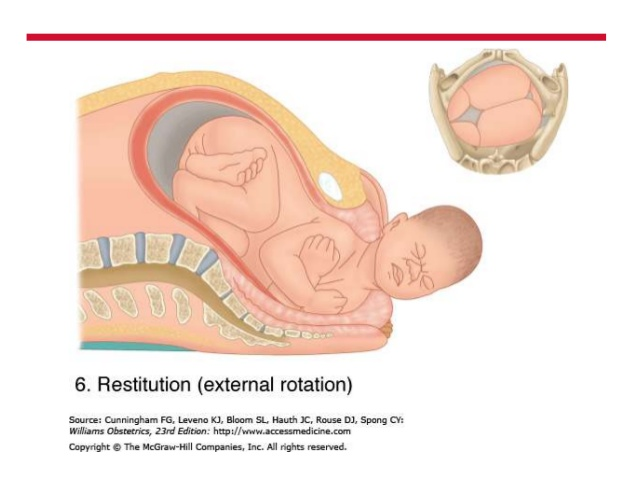 6. Restitution (external rotation)
Source: Cunningham FG, Leveno KJ, Bloom SL, Hauth JC, Rouse DJ, Spong CY:
Williams Obstetrics, 23rd Edition: http://www.accessmedicine.com
Copyright © The McGraw-Hill Companies, Inc. All rights reserved.